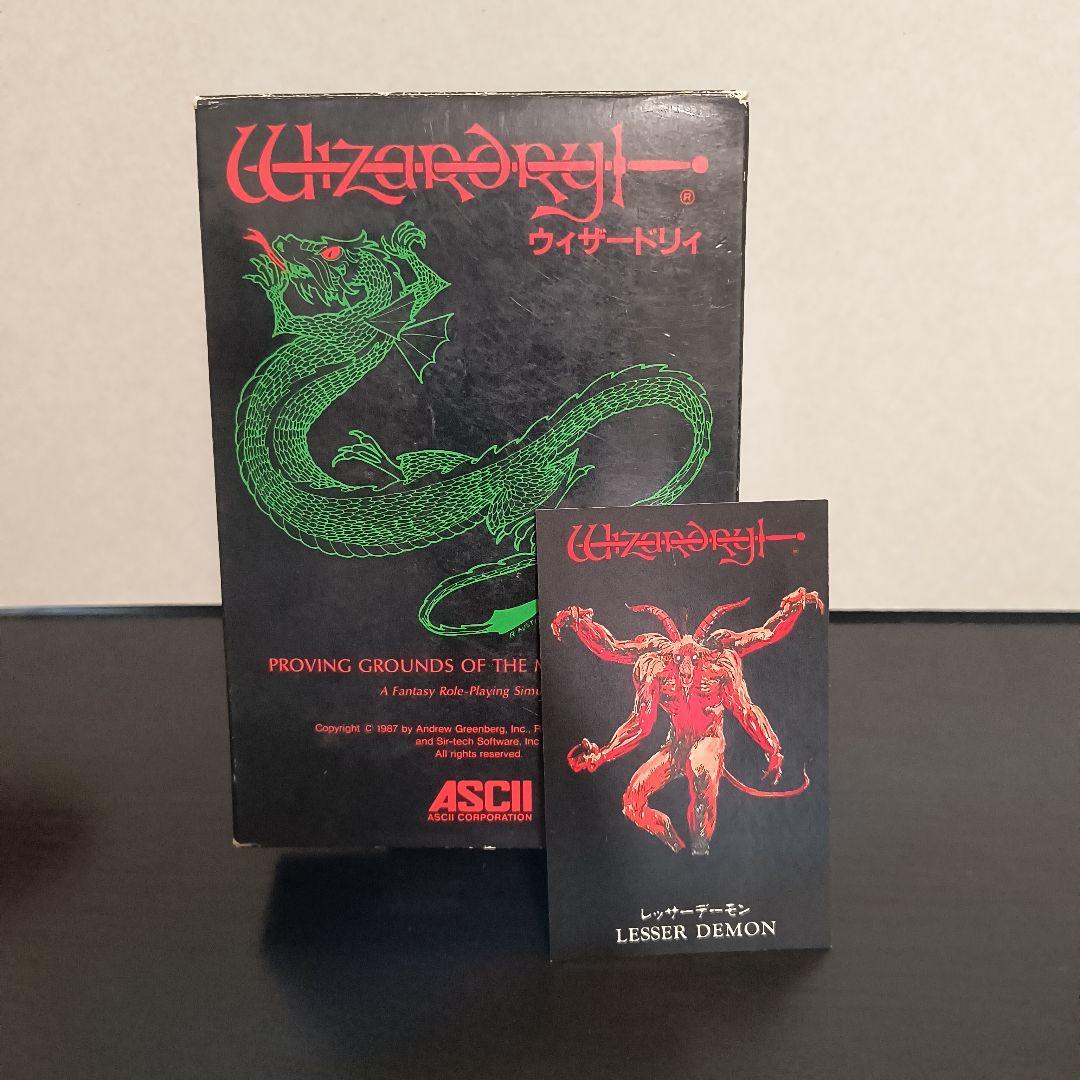 Wizardry
®
ウィザードリィ
PROVING GROUNDS OF THE
A Fantasy Role-Playing
Copyright © 1987 by Andrew Greenberg, Inc.,
and Sir-tech Software, Inc
All rights reserved.
ASCII
ASCII CORPORATION
Wizardry
レッサーデーモン
LESSER DEMON